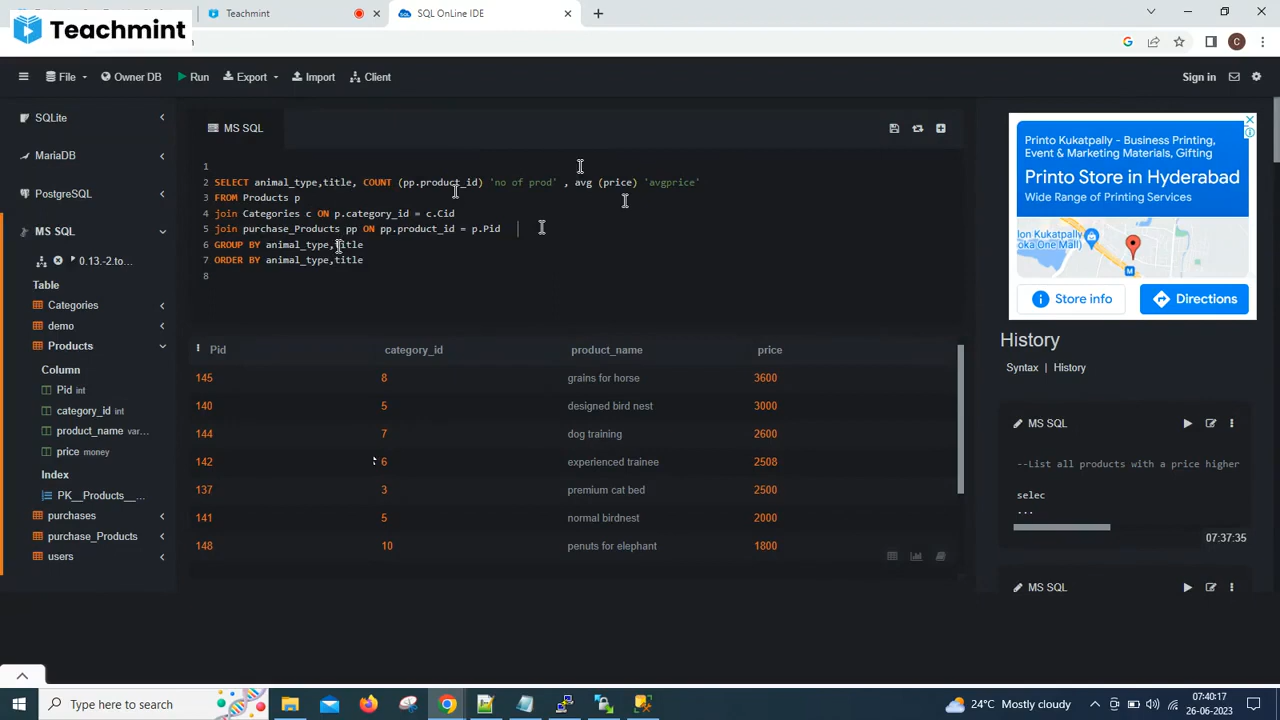 Teachmint
Teachmint
SQL OnLine IDE
C
File
Owner DB
Run
Export
Import
Client
Sign in
SQLite
MariaDB
PostgreSQL
MS SQL
0.13.-2.to...
Table
Categories
demo
Products
Column
Pid int
category_id int
product_name var...
price money
Index
PK__Products__...
purchases
purchase_Products
users
MS SQL
1
2 SELECT animal_type,title, COUNT (pp.product_id) 'no of prod' , avg (price) 'avgprice'
3 FROM Products p
4 join Categories c ON p.category_id = c.Cid
5 join purchase_Products pp ON pp.product_id = p.Pid
6 GROUP BY animal_type,title
7 ORDER BY animal_type,title
8
Pid category_id product_name price
145 8 grains for horse 3600
140 5 designed bird nest 3000
144 7 dog training 2600
142 6 experienced trainee 2508
137 3 premium cat bed 2500
141 5 normal birdnest 2000
148 10 penuts for elephant 1800
Printo Kukatpally - Business Printing,
Event & Marketing Materials, Gifting
Printo Store in Hyderabad
Wide Range of Printing Services
Store info
Directions
History
Syntax | History
MS SQL
--List all products with a price higher
selec
...
07:37:35
MS SQL
Type here to search
24°C Mostly cloudy
07:40:17
26-06-2023